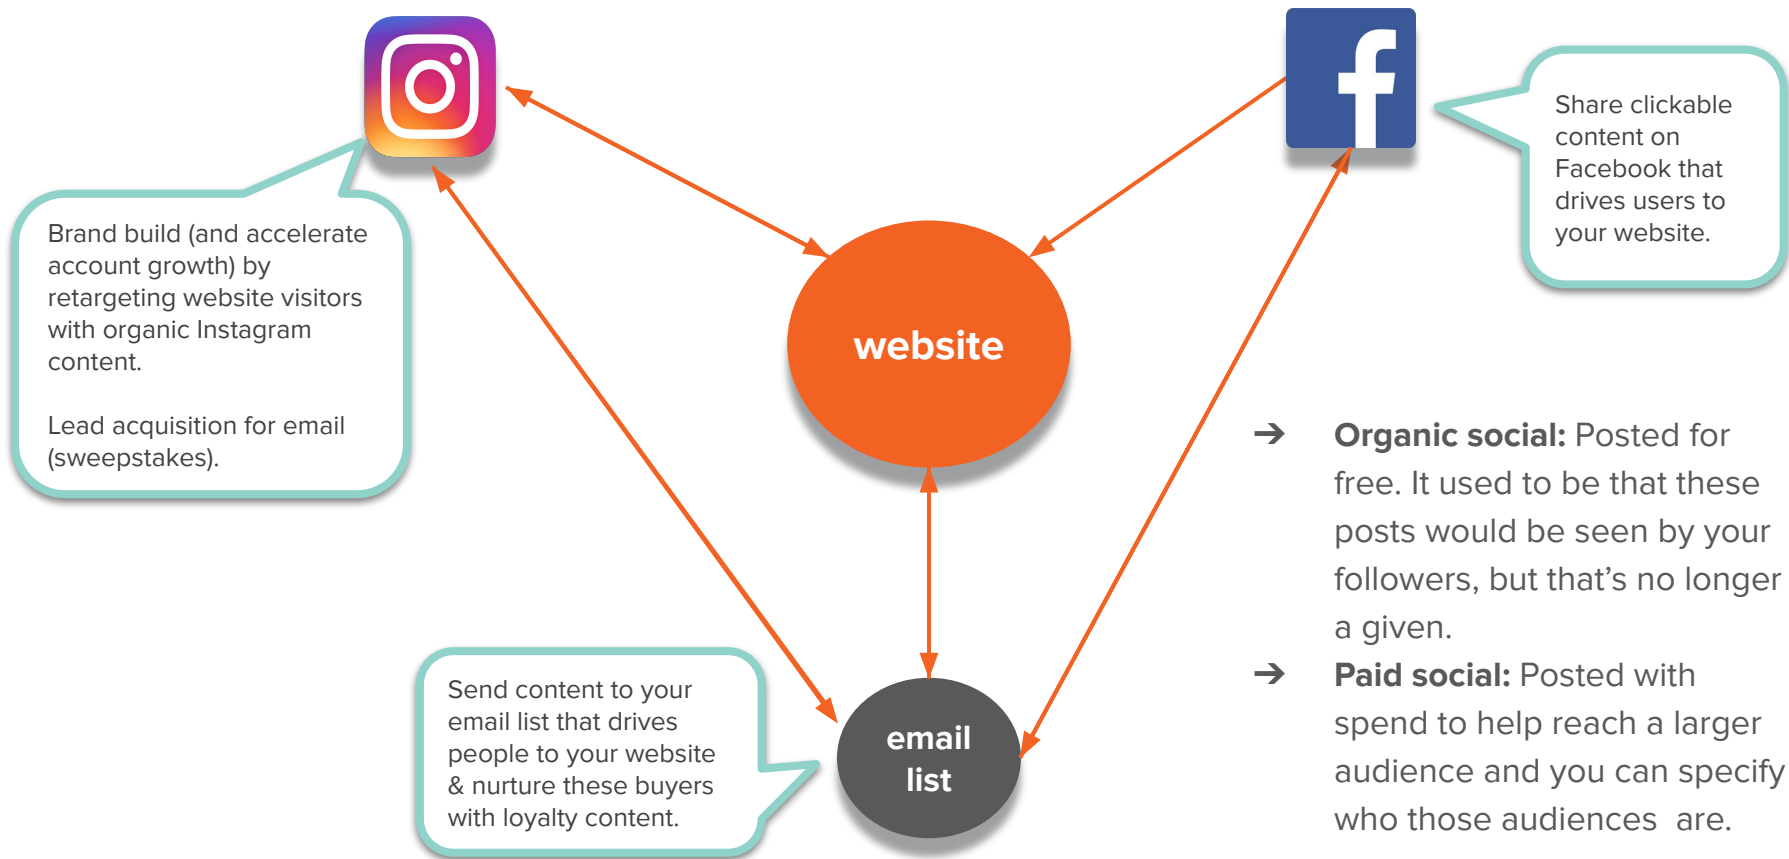 Brand build (and accelerate
account growth) by
retargeting website visitors
with organic Instagram
content.
Lead acquisition for email
(sweepstakes).
f
Share clickable
content on
Facebook that
drives users to
your website.
website
Send content to your
email list that drives
people to your website
& nurture these buyers
with loyalty content.
email
list
➔ Organic social: Posted for
free. It used to be that these
posts would be seen by your
followers, but that’s no longer
a given.
➔ Paid social: Posted with
spend to help reach a larger
audience and you can specify
who those audiences are.